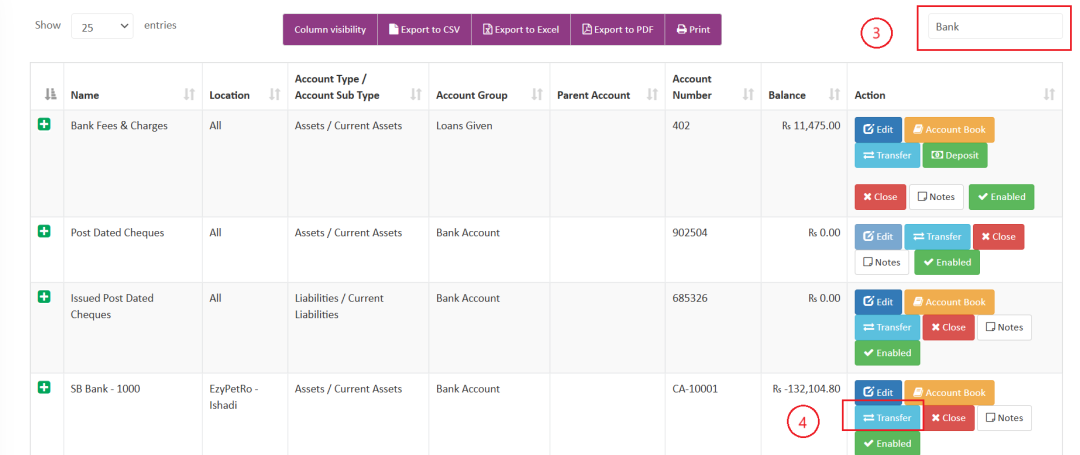 Show 25 entries
Column visibility Export to CSV Export to Excel Export to PDF Print
3
Bank
Name Location Account Type / Account Sub Type Account Group Parent Account Account Number Balance Action
Bank Fees & Charges All Assets / Current Assets Loans Given 402 Rs 11,475.00 Edit Account Book
Transfer Deposit
Close Notes Enabled
Post Dated Cheques All Assets / Current Assets Bank Account 902504 Rs 0.00 Edit Transfer Close
Notes Enabled
Issued Post Dated Cheques All Liabilities / Current Liabilities Bank Account 685326 Rs 0.00 Edit Account Book
Transfer Close Notes
Enabled
SB Bank - 1000 EzyPetRo - Ishadi Assets / Current Assets Bank Account CA-10001 Rs -132,104.80 Edit Account Book
4
Transfer Close Notes
Enabled